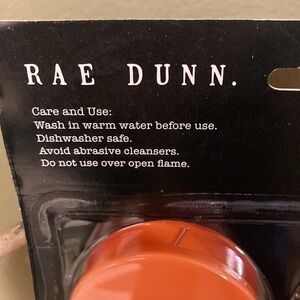 RAE DUNN.
Care and Use:
Wash in warm water before use.
Dishwasher safe.
Avoid abrasive cleansers.
Do not use over open flame.